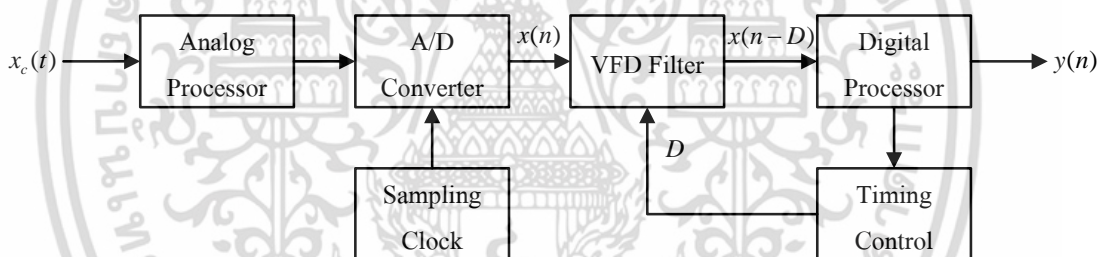 x_c(t)
Analog
Processor
A/D
Converter
x(n)
VFD Filter
x(n−D)
Digital
Processor
y(n)
Sampling
Clock
D
Timing
Control